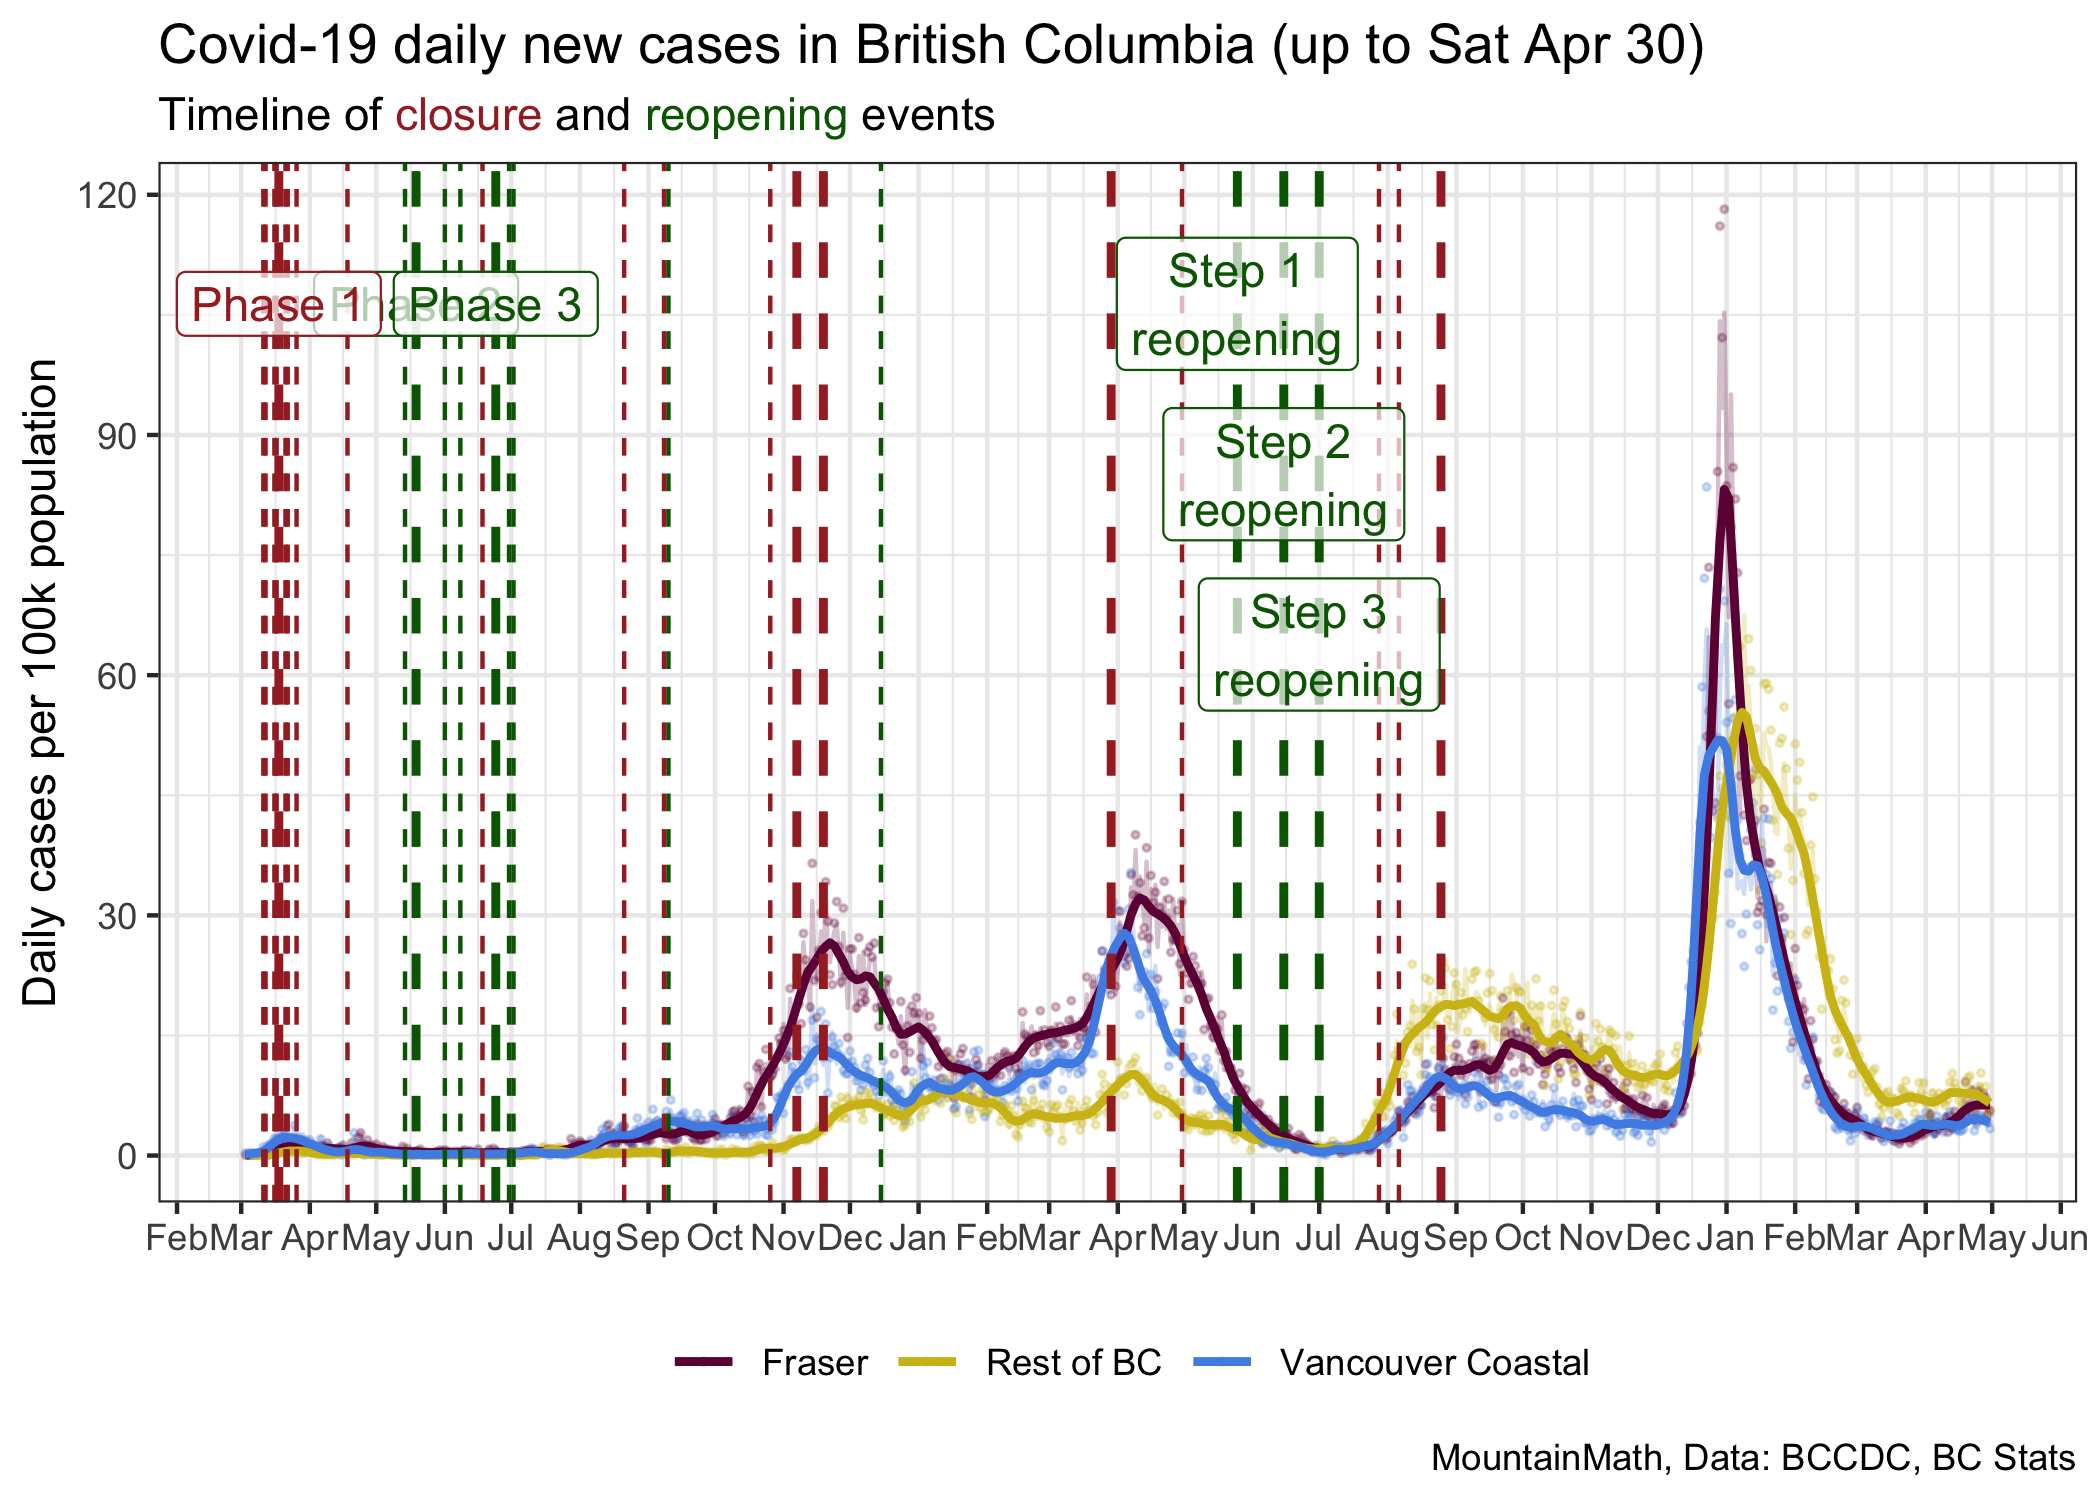 Covid-19 daily new cases in British Columbia (up to Sat Apr 30)
Timeline of closure and reopening events
Daily cases per 100k population
120
90
60
30
0
Phase 1
Phase 2
Phase 3
Step 1
reopening
Step 2
reopening
Step 3
reopening
Feb Mar Apr May Jun Jul Aug Sep Oct Nov Dec Jan Feb Mar Apr May Jun Jul Aug Sep Oct Nov Dec Jan Feb Mar Apr May Jun
Fraser Rest of BC Vancouver Coastal
MountainMath, Data: BCCDC, BC Stats